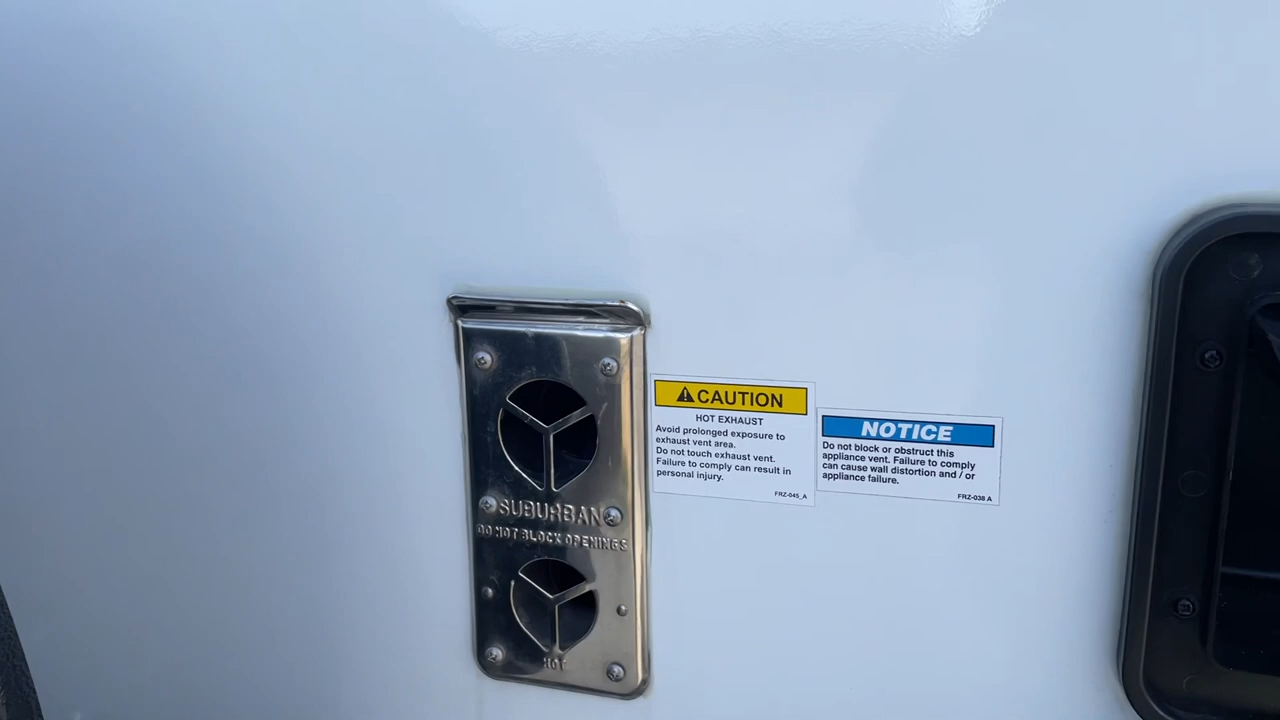 SUBURBAN
DO NOT BLOCK OPENINGS
HOT
CAUTION
HOT EXHAUST
Avoid prolonged exposure to
exhaust vent area.
Do not touch exhaust vent.
Failure to comply can result in
personal injury.
FRZ-045_A
NOTICE
Do not block or obstruct this
appliance vent. Failure to comply
can cause wall distortion and / or
appliance failure.
FRZ-038 A